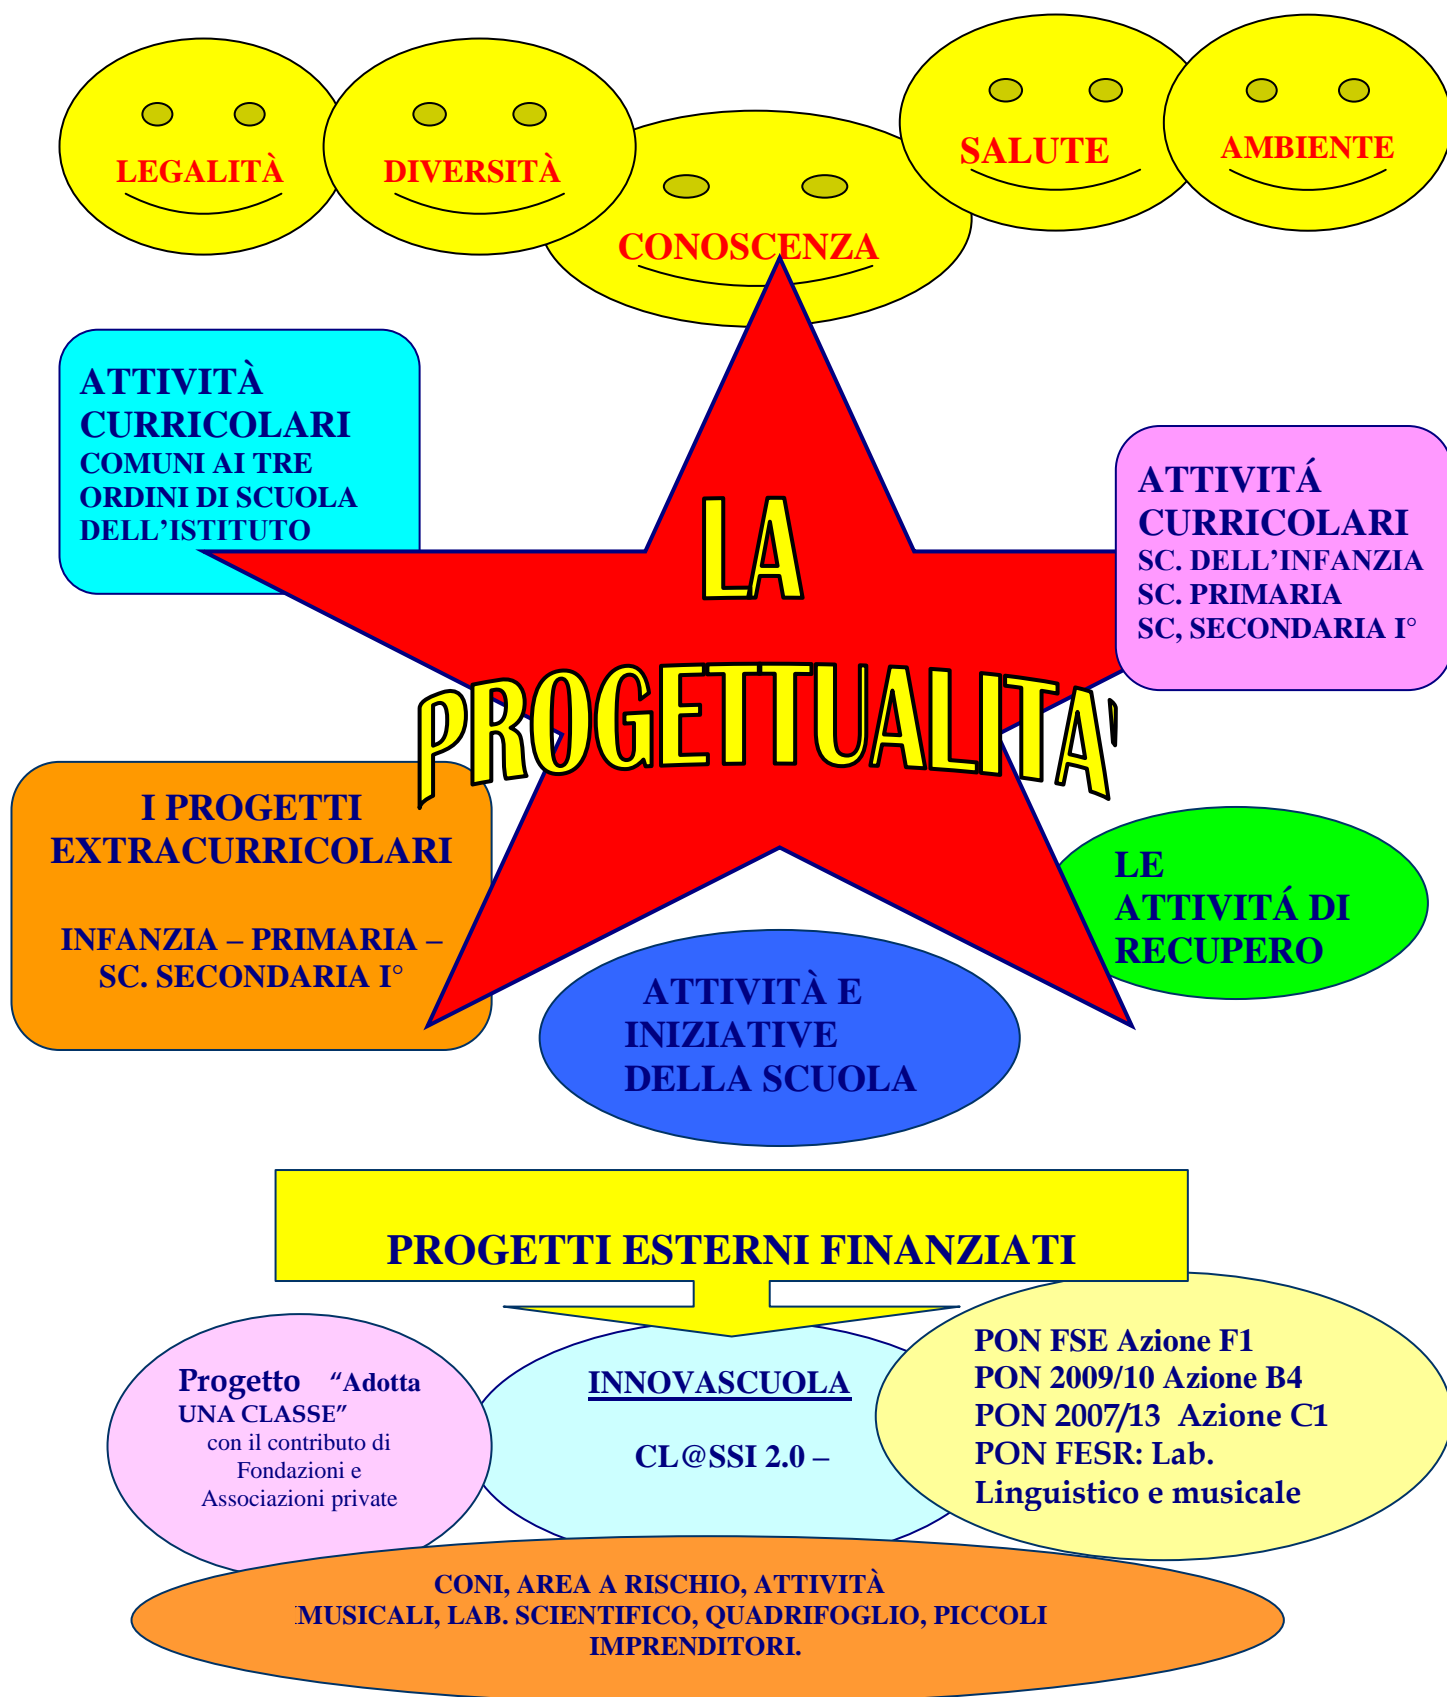 LEGALITÀ
DIVERSITÀ
CONOSCENZA
SALUTE
AMBIENTE
ATTIVITÀ
CURRICOLARI
COMUNI AI TRE
ORDINI DI SCUOLA
DELL’ISTITUTO
ATTIVITÁ
CURRICOLARI
SC. DELL’INFANZIA
SC. PRIMARIA
SC, SECONDARIA I°
LA
PROGETTUALITA'
I PROGETTI
EXTRACURRICOLARI
INFANZIA – PRIMARIA –
SC. SECONDARIA I°
LE
ATTIVITÁ DI
RECUPERO
ATTIVITÀ E
INIZIATIVE
DELLA SCUOLA
PROGETTI ESTERNI FINANZIATI
Progetto “Adotta
UNA CLASSE”
con il contributo di
Fondazioni e
Associazioni private
INNOVASCUOLA
CL@SSI 2.0 –
PON FSE Azione F1
PON 2009/10 Azione B4
PON 2007/13 Azione C1
PON FESR: Lab.
Linguistico e musicale
CONI, AREA A RISCHIO, ATTIVITÀ
MUSICALI, LAB. SCIENTIFICO, QUADRIFOGLIO, PICCOLI
IMPRENDITORI.